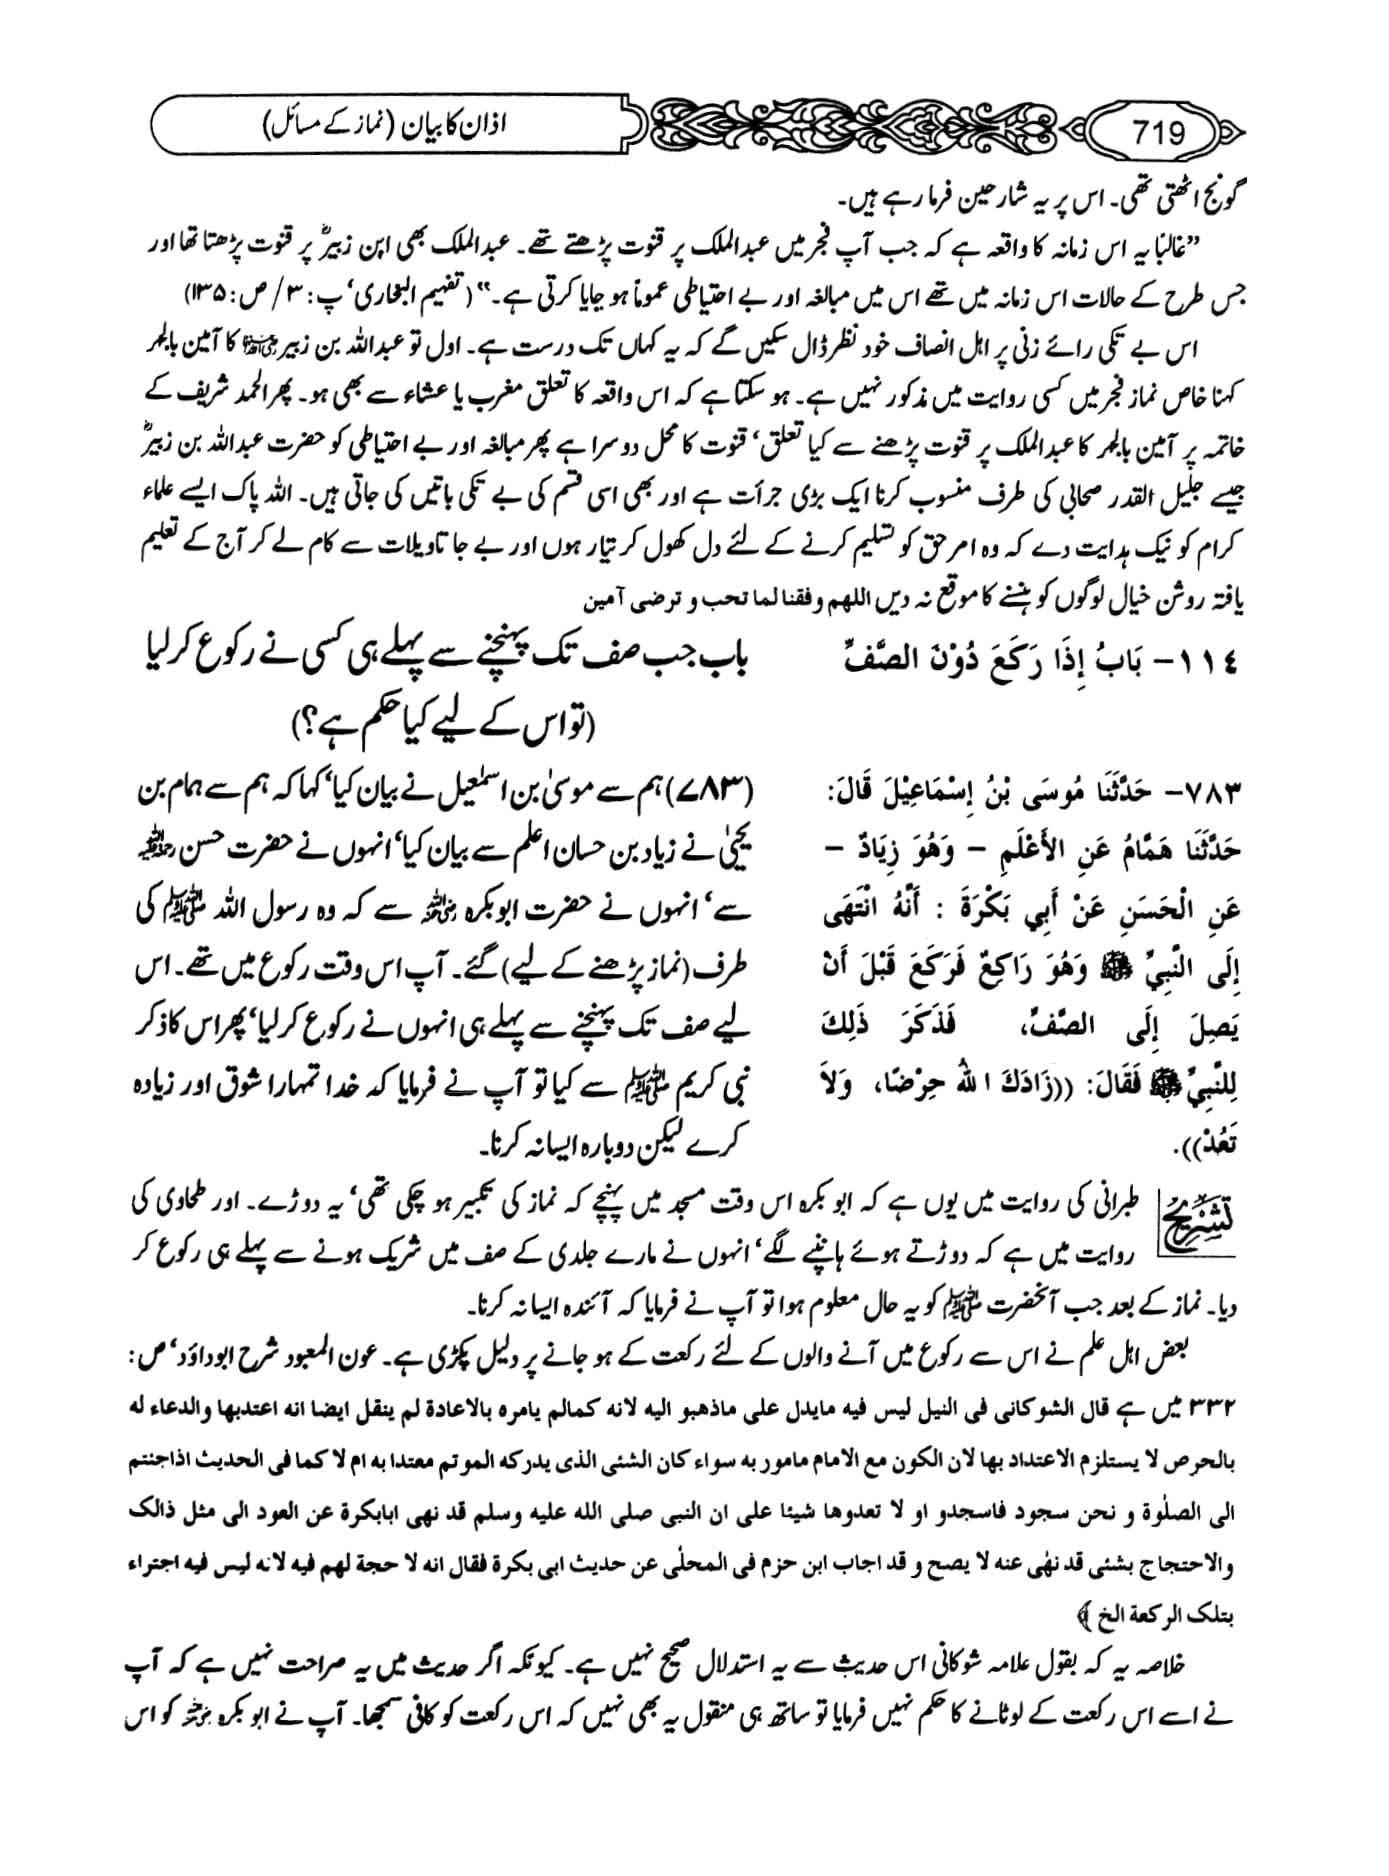 719
اذان کا بیان (نماز کے مسائل)
گونج اٹھتی تھی۔ اس پر یہ شارحین فرما رہے ہیں۔
”غالبًا یہ اس زمانہ کا واقعہ ہے کہ جب آپ فجر میں عبدالملک پر قنوت پڑھتے تھے۔ عبدالملک بھی ابن زبیرؓ پر قنوت پڑھتا تھا اور
جس طرح کے حالات اس زمانہ میں تھے اس میں مبالغہ اور بے احتیاطی عموماً ہو جایا کرتی ہے۔“ (تفہیم البخاری‘ پ: ۳/ ص: ۱۳۵)
اس بے تکی رائے زنی پر اہل انصاف خود نظر ڈال سکیں گے کہ یہ کہاں تک درست ہے۔ اول تو عبداللہ بن زبیر رضی اللہ عنہما کا آمین بالجہر
کہنا خاص نماز فجر میں کسی روایت میں مذکور نہیں ہے۔ ہو سکتا ہے کہ اس واقعہ کا تعلق مغرب یا عشاء سے بھی ہو۔ پھر الحمد شریف کے
خاتمہ پر آمین بالجہر کا عبدالملک پر قنوت پڑھنے سے کیا تعلق‘ قنوت کا محل دوسرا ہے پھر مبالغہ اور بے احتیاطی کو حضرت عبداللہ بن زبیرؓ
جیسے جلیل القدر صحابی کی طرف منسوب کرنا ایک بڑی جرأت ہے اور بھی اسی قسم کی بے تکی باتیں کی جاتی ہیں۔ اللہ پاک ایسے علماء
کرام کو نیک ہدایت دے کہ وہ امر حق کو تسلیم کرنے کے لئے دل کھول کر تیار ہوں اور بے جا تاویلات سے کام لے کر آج کے تعلیم
یافتہ روشن خیال لوگوں کو ہنسنے کا موقع نہ دیں اللهم وفقنا لما تحب و ترضی آمین
١١٤- بَابُ إِذَا رَكَعَ دُوْنَ الصَّفِّ
باب جب صف تک پہنچنے سے پہلے ہی کسی نے رکوع کر لیا
(تو اس کے لیے کیا حکم ہے؟)
٧٨٣- حَدَّثَنَا مُوسَى بْنُ إِسْمَاعِيْلَ قَالَ:
حَدَّثَنَا هَمَّامُ عَنِ الأَعْلَمِ – وَهُوَ زِيَادٌ –
عَنِ الْحَسَنِ عَنْ أَبِي بَكْرَةَ : أَنَّهُ انْتَهَى
إِلَى النَّبِيِّ ﷺ وَهُوَ رَاكِعٌ فَرَكَعَ قَبْلَ أَنْ
يَصِلَ إِلَى الصَّفِّ، فَذَكَرَ ذَلِكَ
لِلنَّبِيِّ ﷺ فَقَالَ: ((زَادَكَ اللهُ حِرْصًا، وَلاَ
تَعُدْ)).
(۷۸۳) ہم سے موسیٰ بن اسمٰعیل نے بیان کیا‘ کہا کہ ہم سے ہمام بن
یحییٰ نے زیاد بن حسان اعلم سے بیان کیا‘ انہوں نے حضرت حسن رحمہ اللہ
سے‘ انہوں نے حضرت ابو بکرہ رضی اللہ عنہ سے کہ وہ رسول اللہ ﷺ کی
طرف (نماز پڑھنے کے لیے) گئے۔ آپ اس وقت رکوع میں تھے۔ اس
لیے صف تک پہنچنے سے پہلے ہی انہوں نے رکوع کر لیا‘ پھر اس کا ذکر
نبی کریم ﷺ سے کیا تو آپ نے فرمایا کہ خدا تمہارا شوق اور زیادہ
کرے لیکن دوبارہ ایسا نہ کرنا۔
تشریح
طبرانی کی روایت میں یوں ہے کہ ابو بکرہ اس وقت مسجد میں پہنچے کہ نماز کی تکبیر ہو چکی تھی‘ یہ دوڑے۔ اور طحاوی کی
روایت میں ہے کہ دوڑتے ہوئے ہانپنے لگے‘ انہوں نے مارے جلدی کے صف میں شریک ہونے سے پہلے ہی رکوع کر
دیا۔ نماز کے بعد جب آنحضرت ﷺ کو یہ حال معلوم ہوا تو آپ نے فرمایا کہ آئندہ ایسا نہ کرنا۔
بعض اہل علم نے اس سے رکوع میں آنے والوں کے لئے رکعت کے ہو جانے پر دلیل پکڑی ہے۔ عون المعبود شرح ابوداؤد‘ ص:
۳۳۲ میں ہے قال الشوکانی فی النیل لیس فیه مایدل علی ماذهبو الیه لانه کمالم یامره بالاعادة لم ینقل ایضا انه اعتدبها والدعاء له
بالحرص لا یستلزم الاعتداد بها لان الکون مع الامام مامور به سواء کان الشئی الذی یدرکه الموتم معتدا به ام لا کما فی الحدیث اذاجئتم
الی الصلٰوة و نحن سجود فاسجدو او لا تعدوها شیئا علی ان النبی صلی الله علیه وسلم قد نهی ابابکرة عن العود الی مثل ذالک
والاحتجاج بشئی قد نهٰی عنه لا یصح و قد اجاب ابن حزم فی المحلٰی عن حدیث ابی بکرة فقال انه لا حجة لهم فیه لانه لیس فیه اجتراء
بتلک الرکعة الخ ﴾
خلاصہ یہ کہ بقول علامہ شوکانی اس حدیث سے یہ استدلال صحیح نہیں ہے۔ کیونکہ اگر حدیث میں یہ صراحت نہیں ہے کہ آپ
نے اسے اس رکعت کے لوٹانے کا حکم نہیں فرمایا تو ساتھ ہی منقول یہ بھی نہیں کہ اس رکعت کو کافی سمجھا۔ آپ نے ابو بکرہ رضی اللہ عنہ کو اس